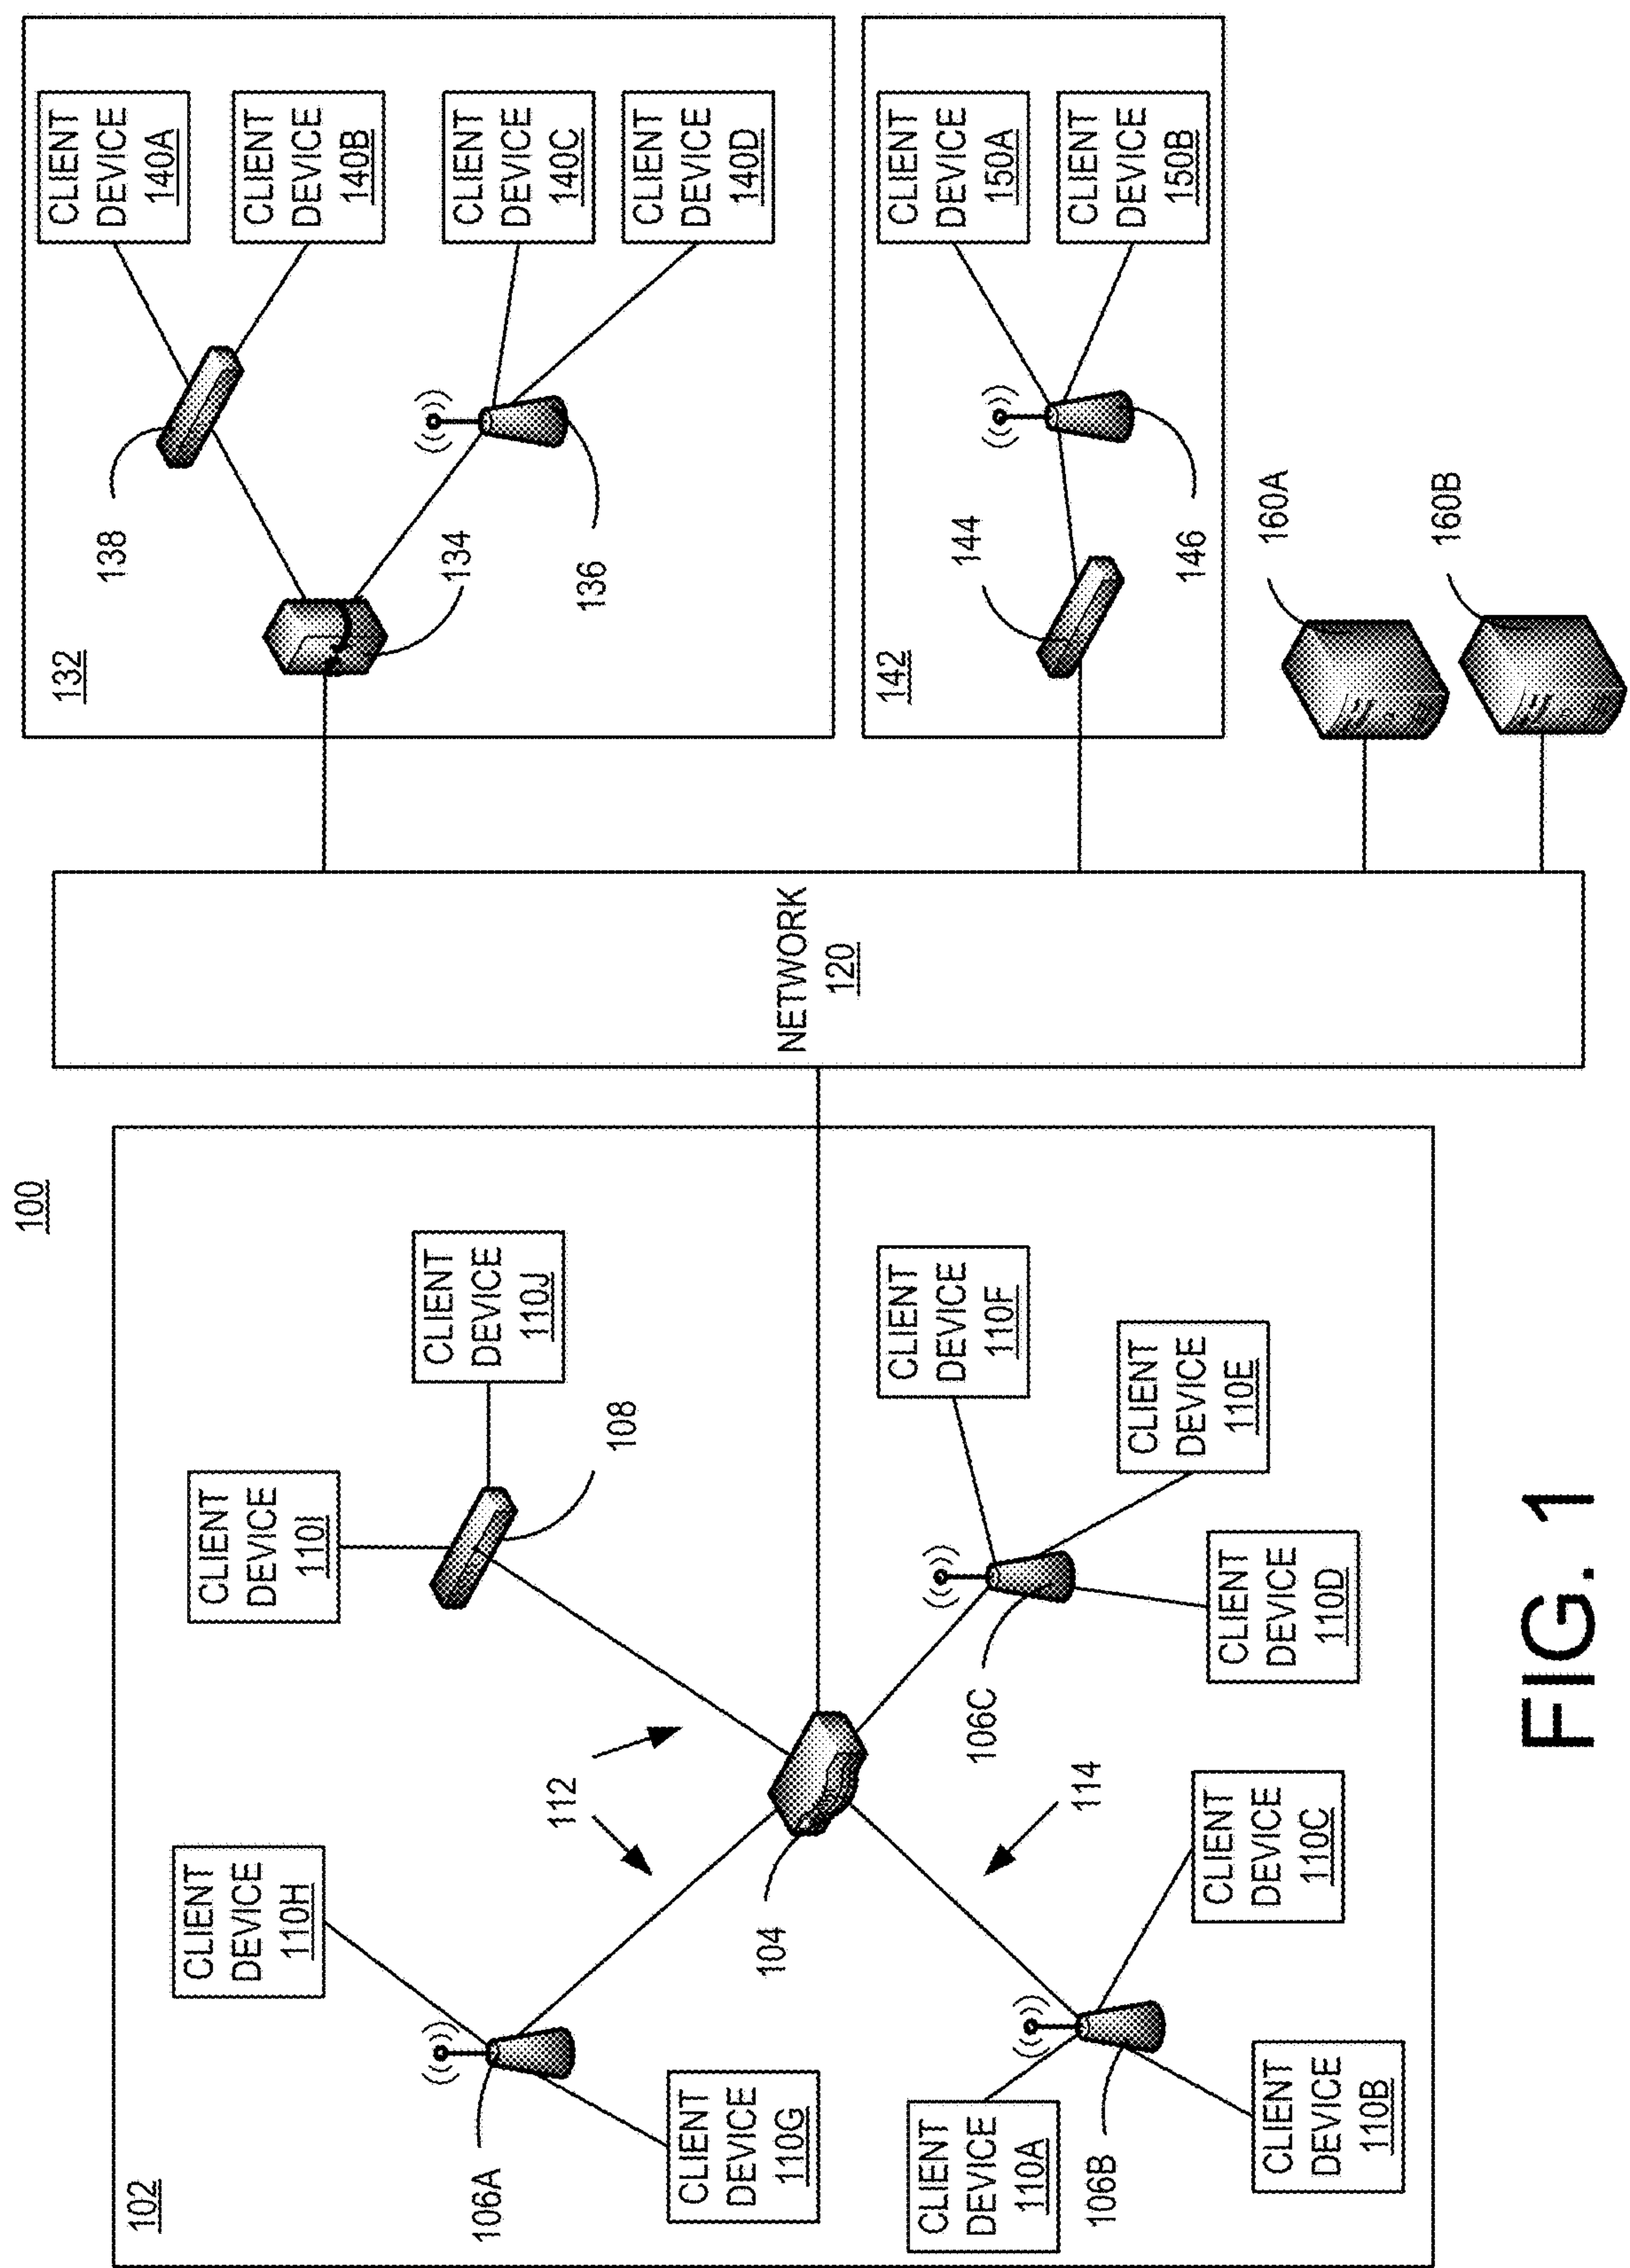 100
102
CLIENT
DEVICE
110H
106A
CLIENT
DEVICE
110G
CLIENT
DEVICE
110I
CLIENT
DEVICE
110J
108
112
104
CLIENT
DEVICE
110A
106B
CLIENT
DEVICE
110B
CLIENT
DEVICE
110C
114
106C
CLIENT
DEVICE
110D
CLIENT
DEVICE
110E
CLIENT
DEVICE
110F
NETWORK
120
132
138
134
136
CLIENT
DEVICE
140A
CLIENT
DEVICE
140B
CLIENT
DEVICE
140C
CLIENT
DEVICE
140D
142
144
146
CLIENT
DEVICE
150A
CLIENT
DEVICE
150B
160A
160B
FIG. 1